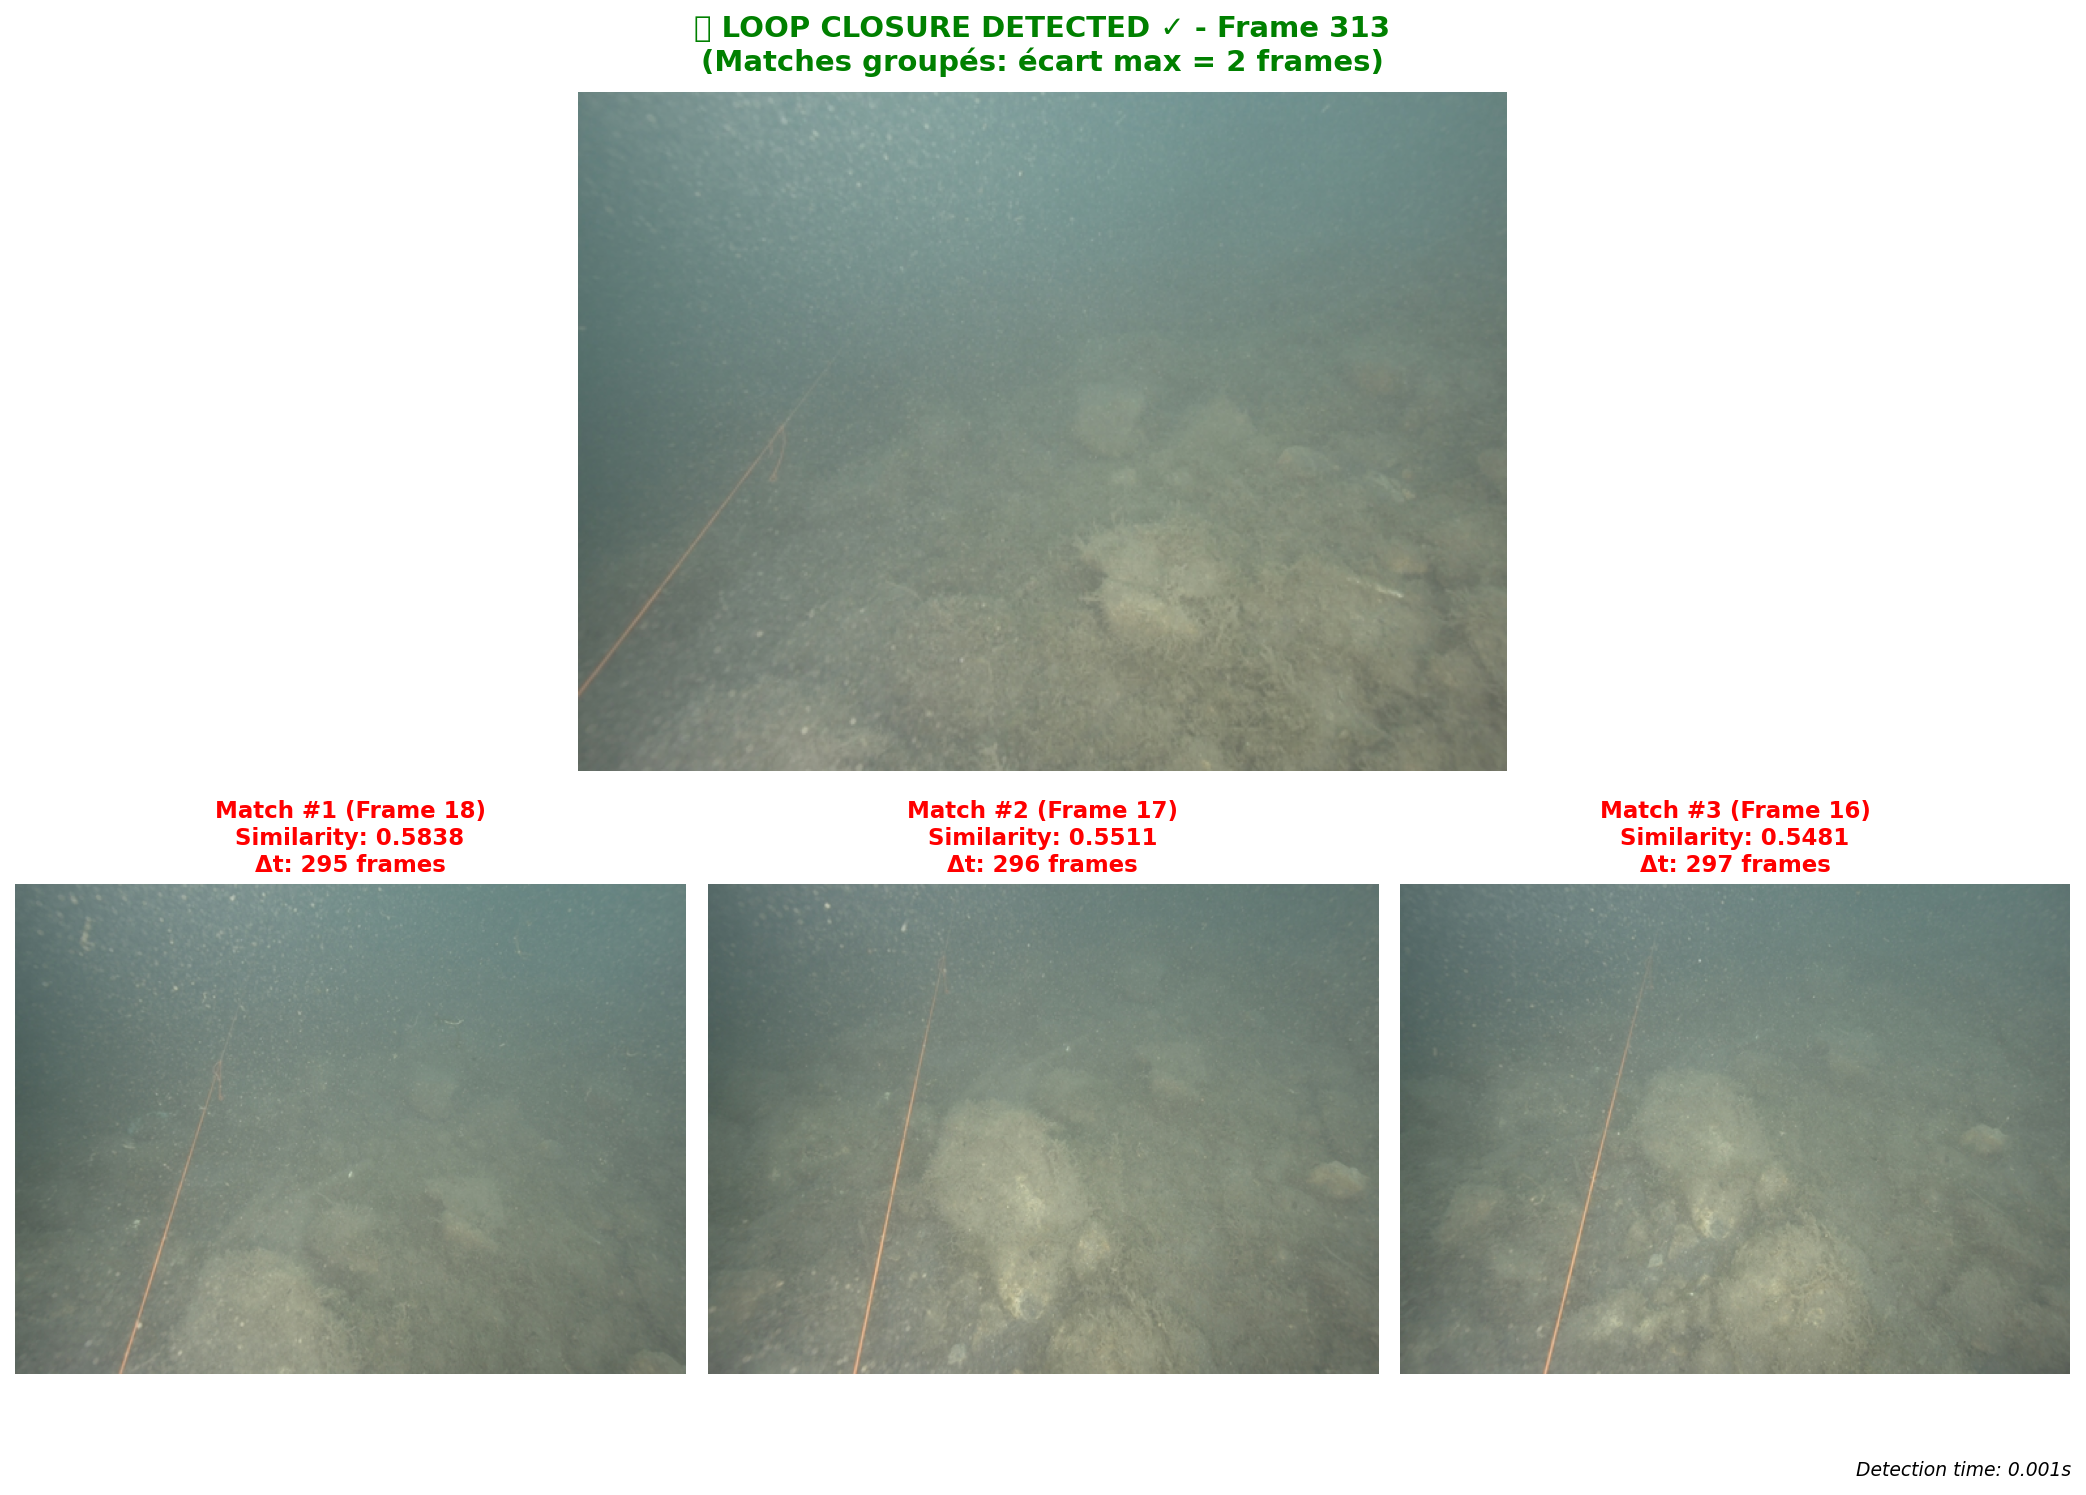 LOOP CLOSURE DETECTED ✓ - Frame 313
(Matches groupés: écart max = 2 frames)
Match #1 (Frame 18)
Similarity: 0.5838
Δt: 295 frames
Match #2 (Frame 17)
Similarity: 0.5511
Δt: 296 frames
Match #3 (Frame 16)
Similarity: 0.5481
Δt: 297 frames
Detection time: 0.001s